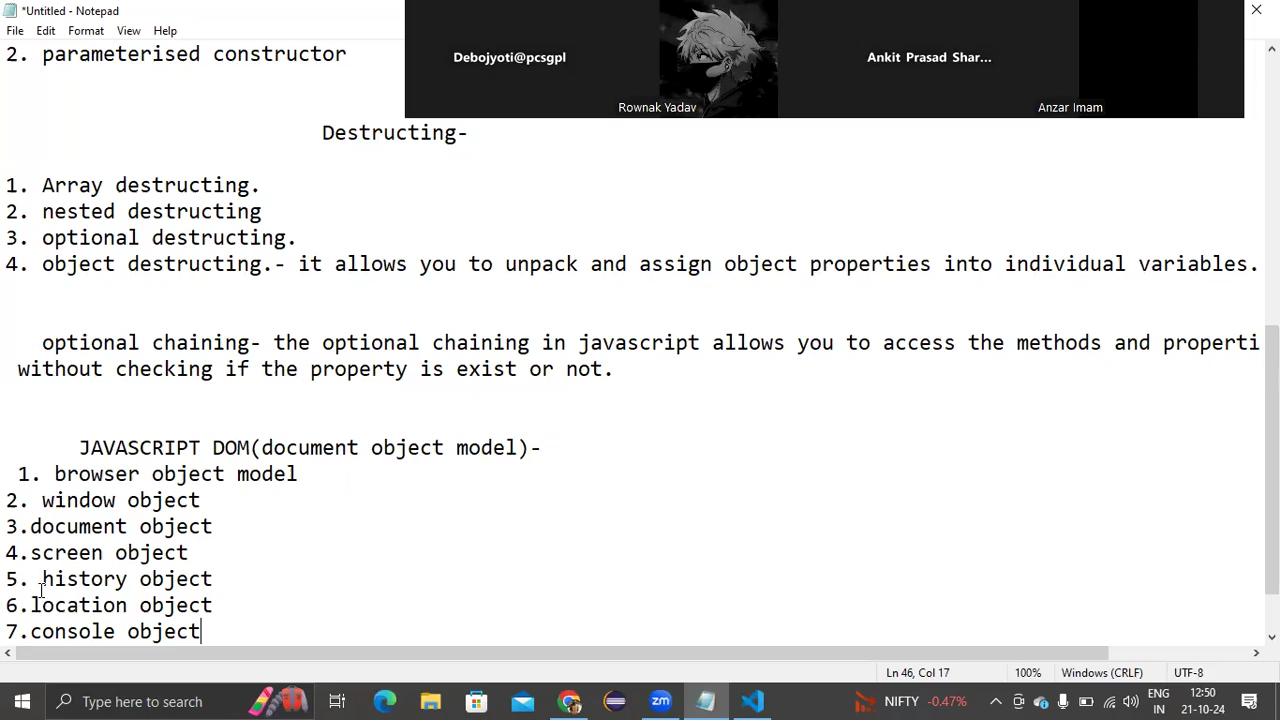 *Untitled - Notepad
File Edit Format View Help
Debojyoti@pcsgpl
Ankit Prasad Shar...
Rownak Yadav
Anzar Imam
2. parameterised constructor
Destructing-
1. Array destructing.
2. nested destructing
3. optional destructing.
4. object destructing.- it allows you to unpack and assign object properties into individual variables.
optional chaining- the optional chaining in javascript allows you to access the methods and properti
without checking if the property is exist or not.
JAVASCRIPT DOM(document object model)-
1. browser object model
2. window object
3.document object
4.screen object
5. history object
6.location object
7.console object
Ln 46, Col 17 100% Windows (CRLF) UTF-8
Type here to search
zm
NIFTY -0.47%
ENG
IN
12:50
21-10-24